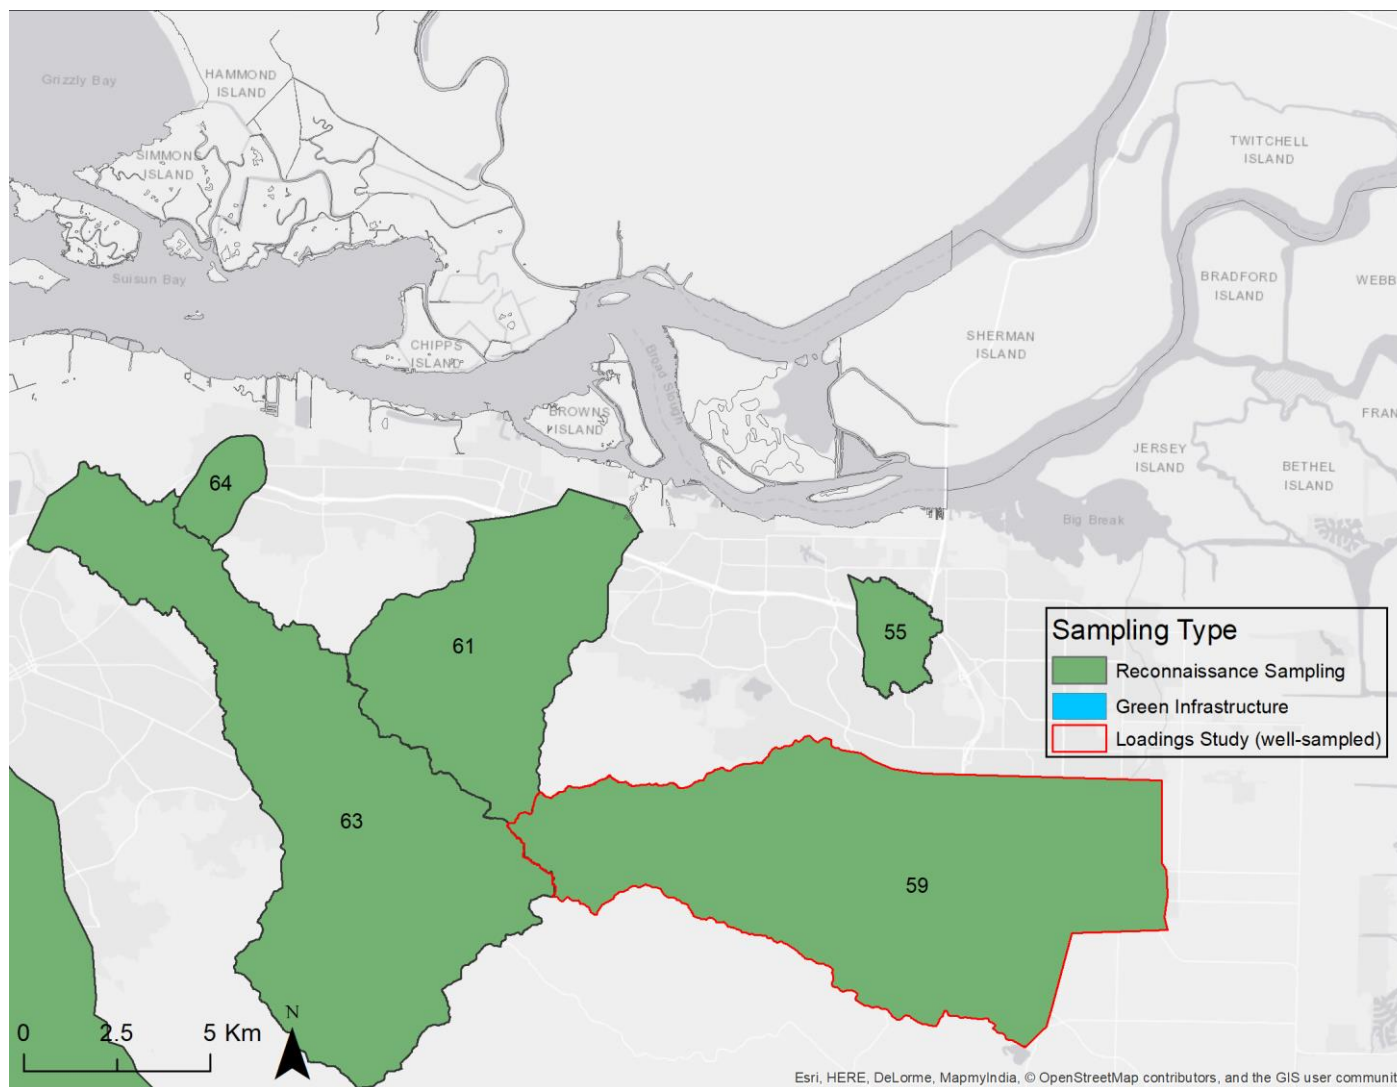 Grizzly Bay
HAMMOND
ISLAND
SIMMONS
ISLAND
TWITCHELL
ISLAND
Suisun Bay
BRADFORD
ISLAND
WEBB
CHIPPS
ISLAND
Broad Slough
SHERMAN
ISLAND
BROWNS
ISLAND
FRAN
JERSEY
ISLAND
BETHEL
ISLAND
Big Break
64
61
55
63
59
Sampling Type
Reconnaissance Sampling
Green Infrastructure
Loadings Study (well-sampled)
N
0 2.5 5 Km
Esri, HERE, DeLorme, MapmyIndia, © OpenStreetMap contributors, and the GIS user communit